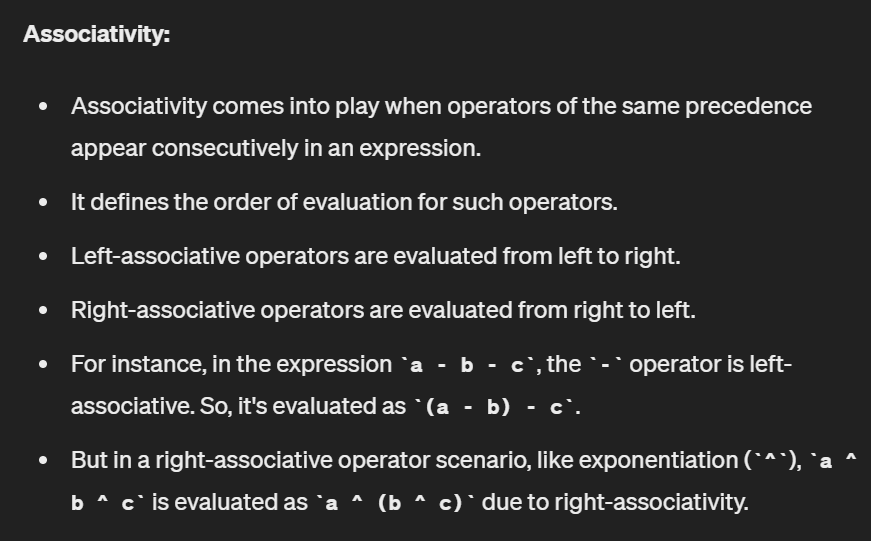 Associativity:
• Associativity comes into play when operators of the same precedence
appear consecutively in an expression.
• It defines the order of evaluation for such operators.
• Left-associative operators are evaluated from left to right.
• Right-associative operators are evaluated from right to left.
• For instance, in the expression `a - b - c`, the `-` operator is left-
associative. So, it's evaluated as `(a - b) - c`.
• But in a right-associative operator scenario, like exponentiation (`^`), `a ^
b ^ c` is evaluated as `a ^ (b ^ c)` due to right-associativity.